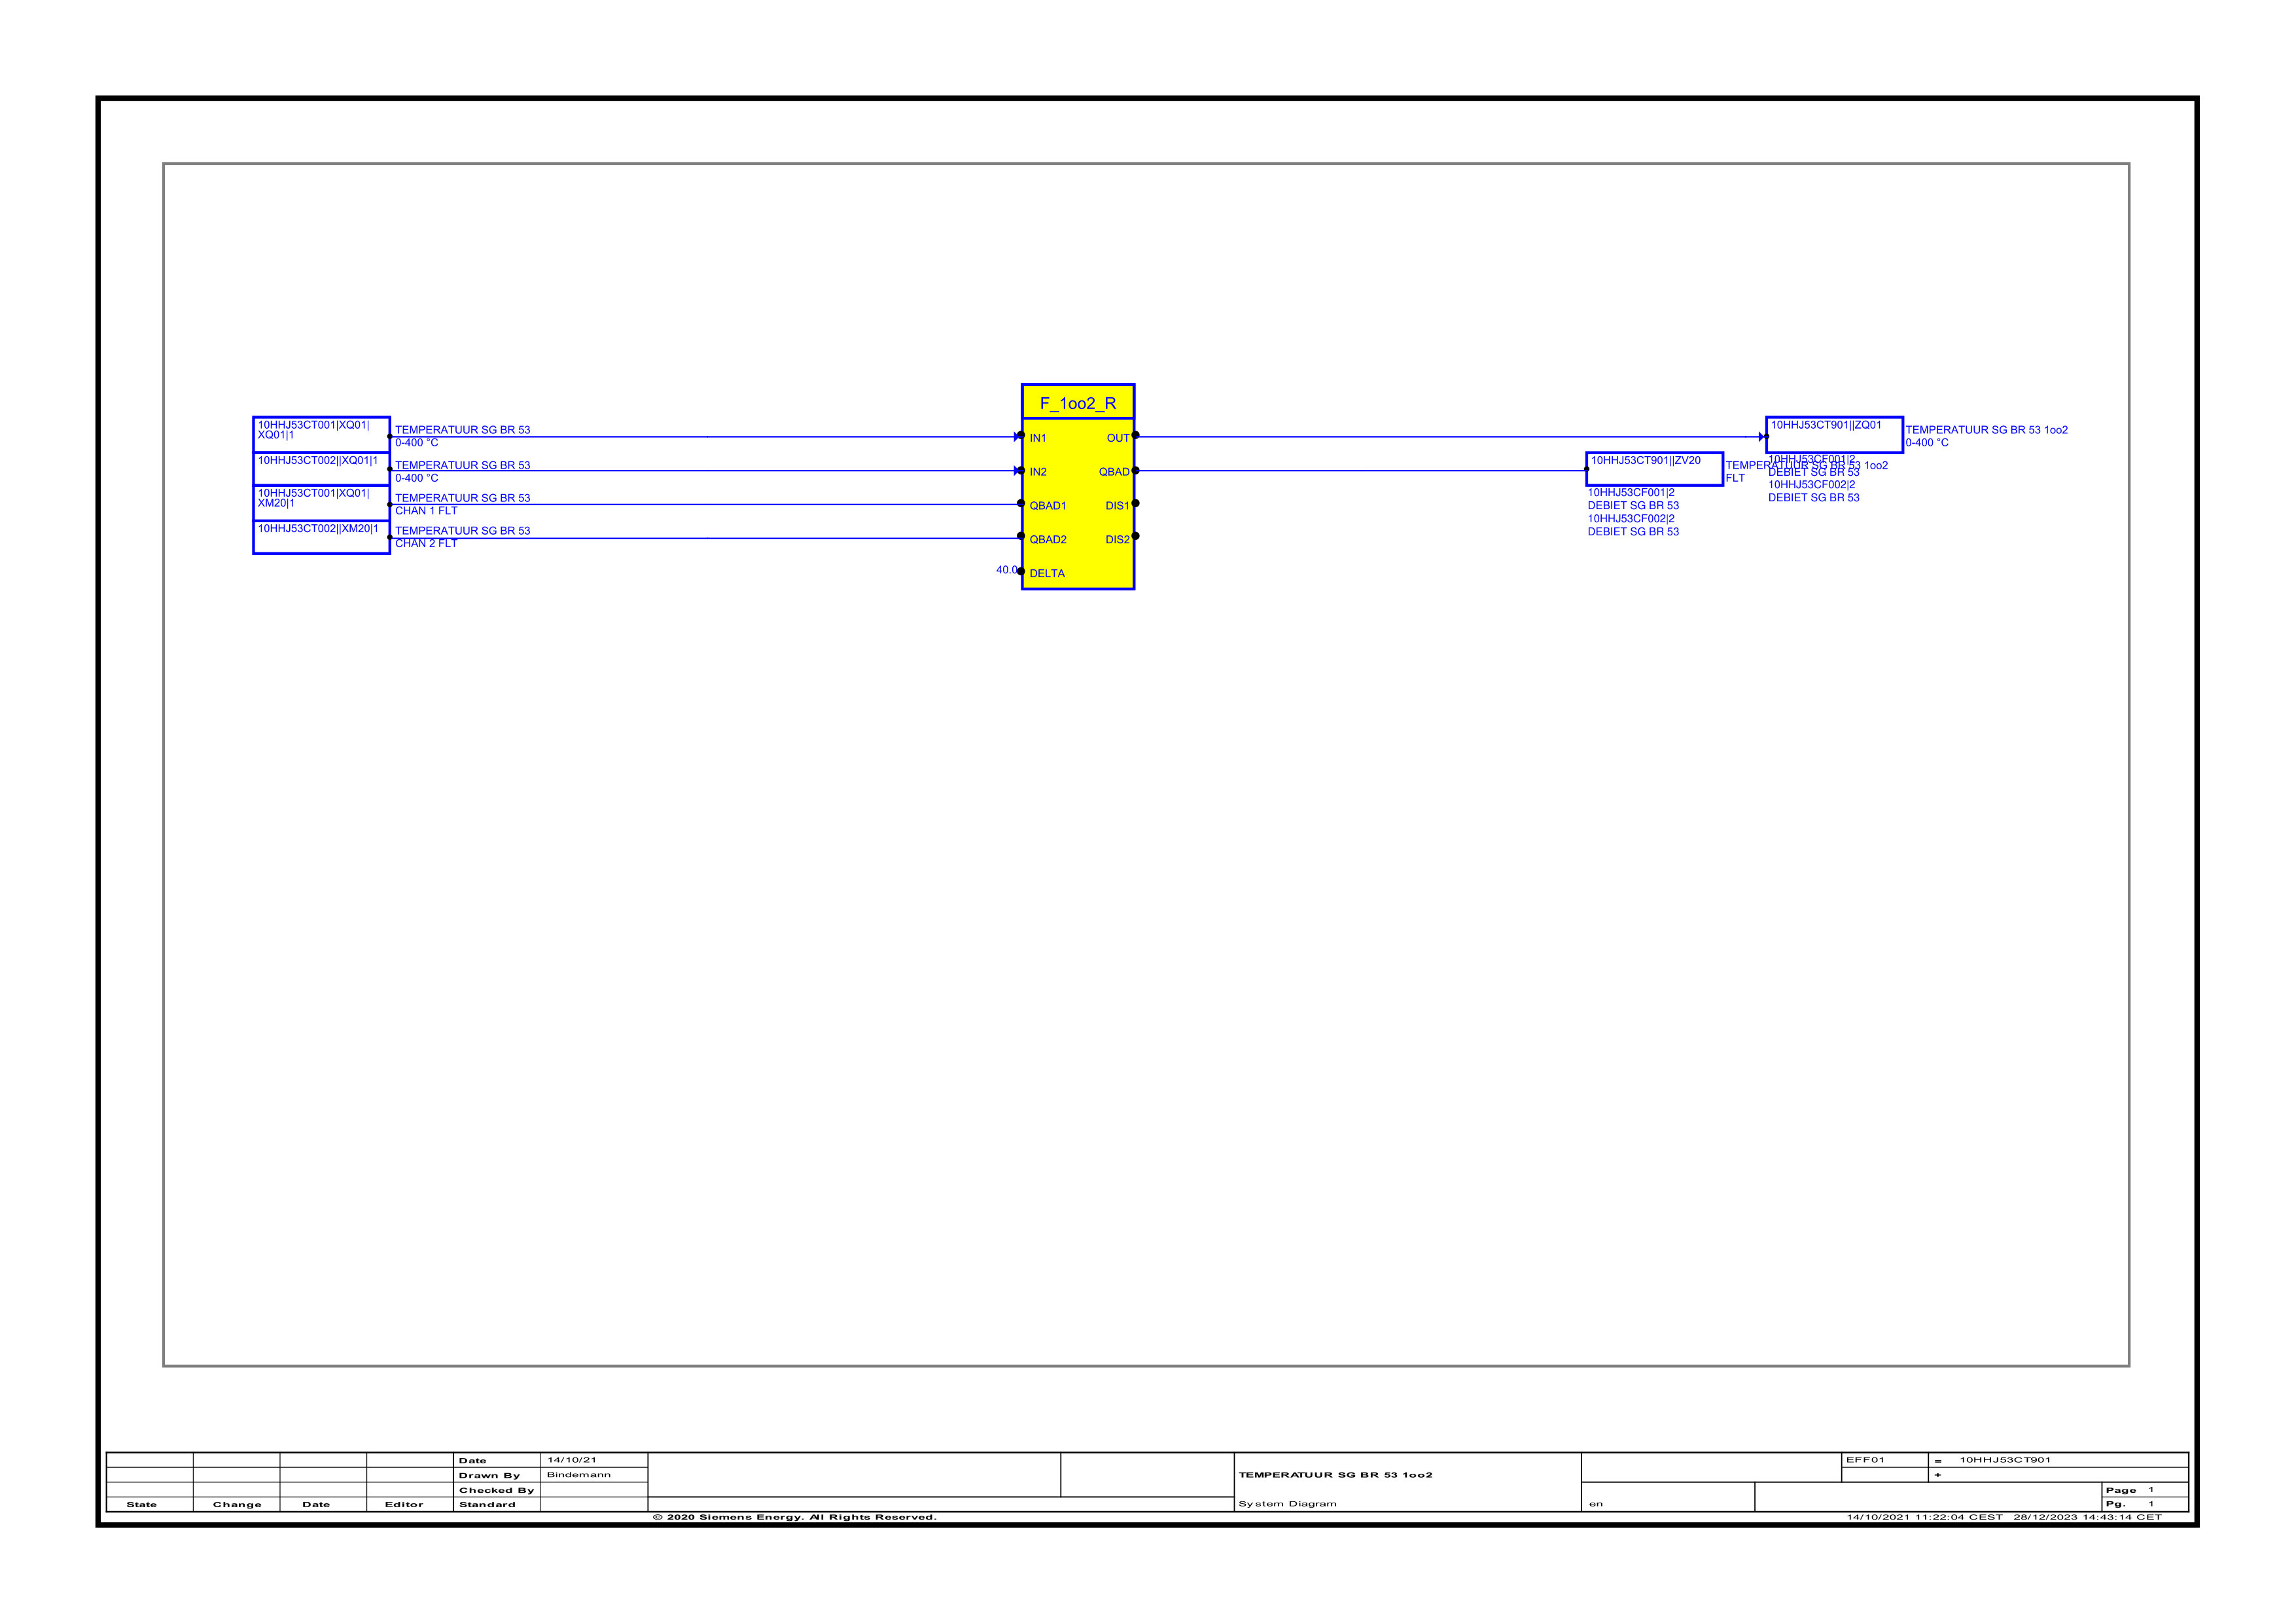 F_1oo2_R
10HHJ53CT001|XQ01|
XQ01|1
TEMPERATUUR SG BR 53
0-400 °C
10HHJ53CT002||XQ01|1
TEMPERATUUR SG BR 53
0-400 °C
10HHJ53CT001|XQ01|
XM20|1
TEMPERATUUR SG BR 53
CHAN 1 FLT
10HHJ53CT002||XM20|1
TEMPERATUUR SG BR 53
CHAN 2 FLT
IN1
IN2
QBAD1
QBAD2
40.0
DELTA
OUT
QBAD
DIS1
DIS2
10HHJ53CT901||ZQ01
TEMPERATUUR SG BR 53 1oo2
0-400 °C
10HHJ53CF001|2
DEBIET SG BR 53
10HHJ53CF002|2
DEBIET SG BR 53
10HHJ53CT901||ZV20
TEMPERATUUR SG BR 53 1oo2
FLT
10HHJ53CF001|2
DEBIET SG BR 53
10HHJ53CF002|2
DEBIET SG BR 53
Date 14/10/21
Drawn By Bindemann
Checked By
State Change Date Editor Standard
TEMPERATUUR SG BR 53 1oo2
System Diagram
en
EFF01
= 10HHJ53CT901
+
Page 1
Pg. 1
© 2020 Siemens Energy. All Rights Reserved.
14/10/2021 11:22:04 CEST 28/12/2023 14:43:14 CET